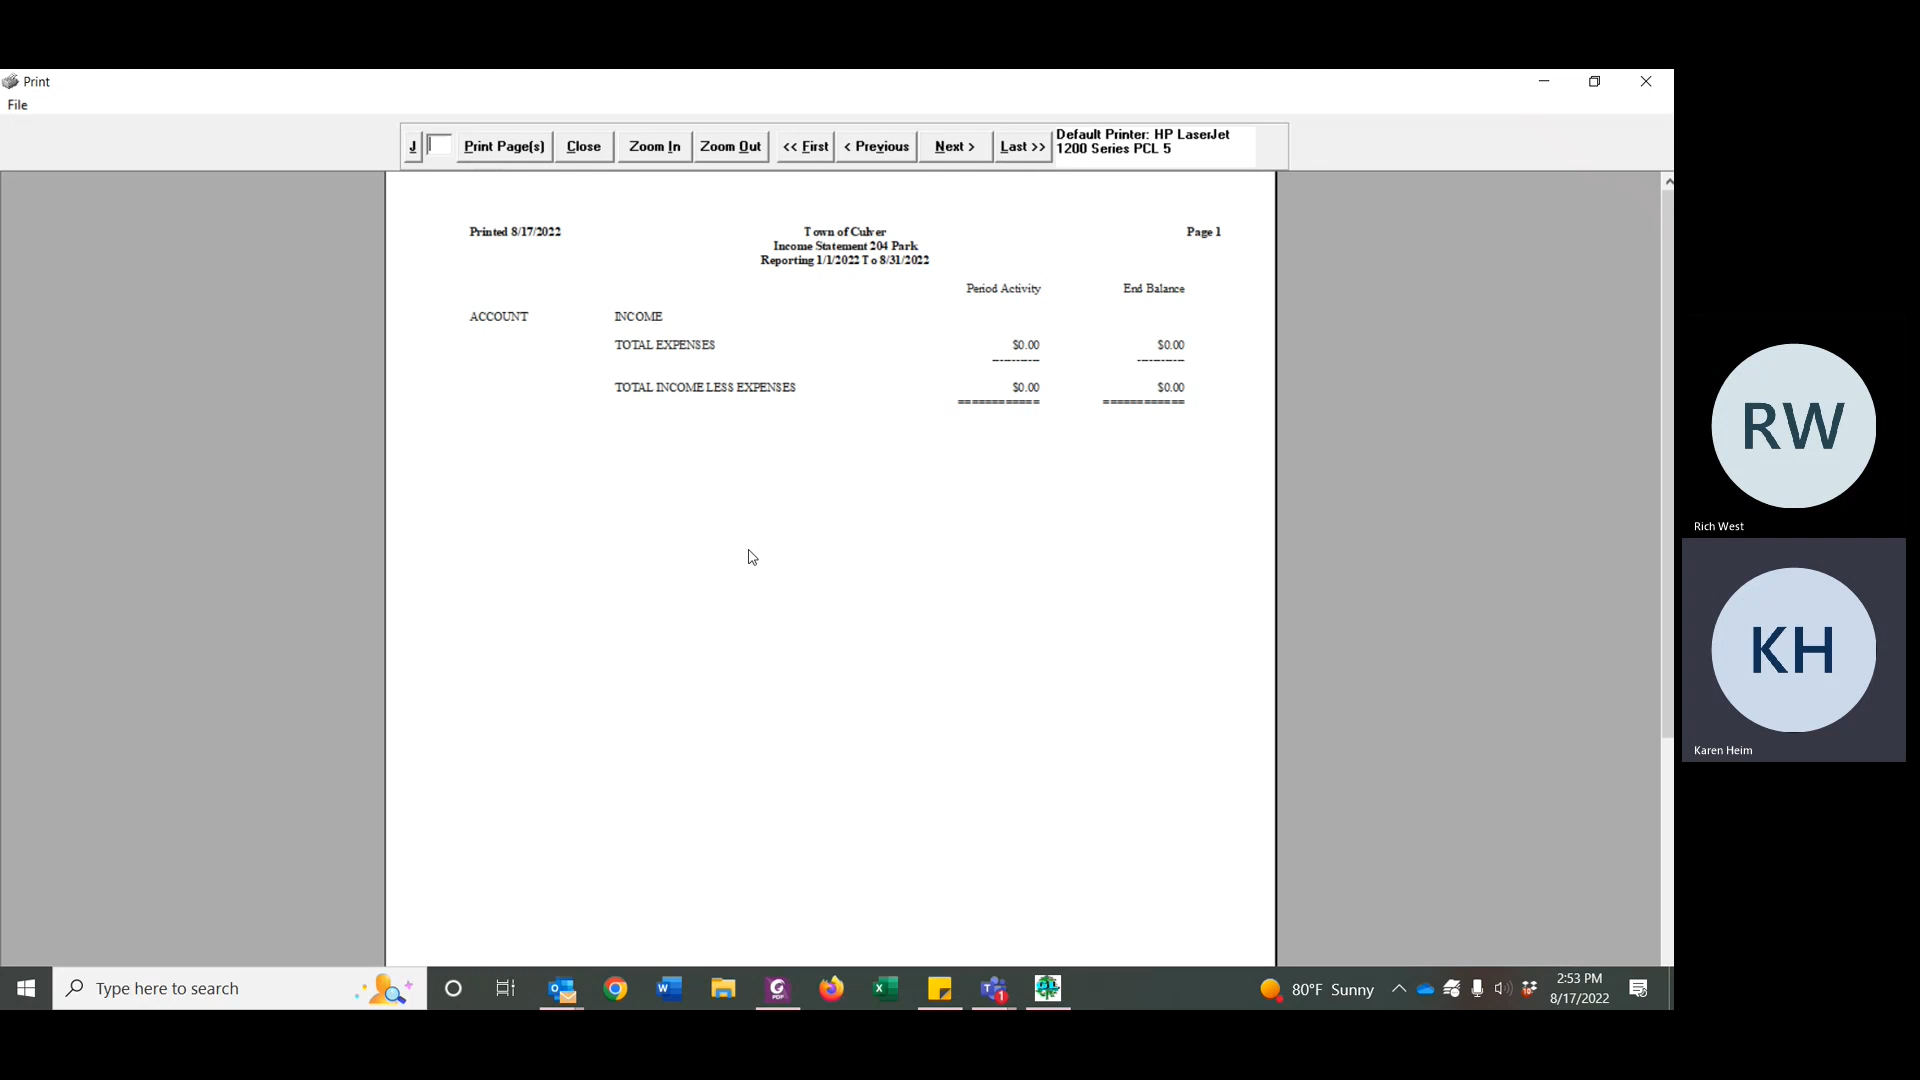 Print
File
J Print Page(s) Close Zoom In Zoom Out << First < Previous Next > Last >> Default Printer: HP LaserJet
1200 Series PCL 5
Printed 8/17/2022 Town of Culver Page 1
Income Statement 204 Park
Reporting 1/1/2022 To 8/31/2022
Period Activity End Balance
ACCOUNT INCOME
TOTAL EXPENSES $0.00 $0.00
------------ ------------
TOTAL INCOME LESS EXPENSES $0.00 $0.00
============ ============
RW
Rich West
KH
Karen Heim
Type here to search
80°F Sunny
2:53 PM
8/17/2022